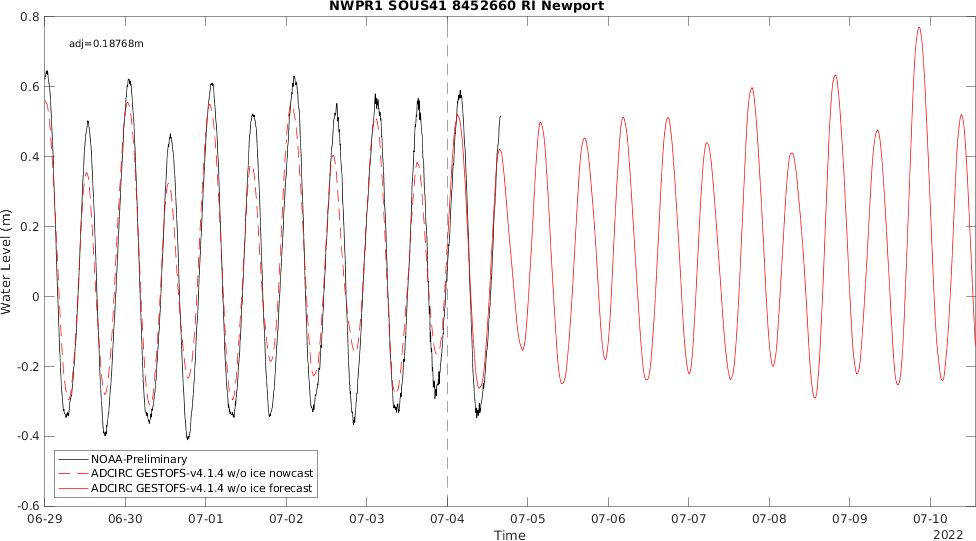 NWPR1 SOUS41 8452660 RI Newport
adj=0.18768m
0.8
0.6
0.4
0.2
0
-0.2
-0.4
-0.6
Water Level (m)
NOAA-Preliminary
ADCIRC GESTOFS-v4.1.4 w/o ice nowcast
ADCIRC GESTOFS-v4.1.4 w/o ice forecast
06-29 06-30 07-01 07-02 07-03 07-04 07-05 07-06 07-07 07-08 07-09 07-10
Time
2022